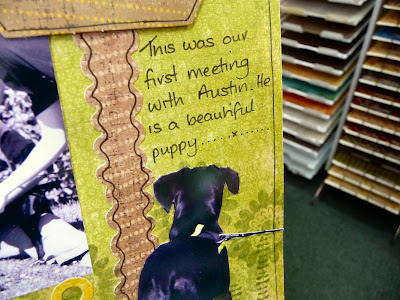 This was our
first meeting
with Austin. He
is a beautiful
puppy.....x......